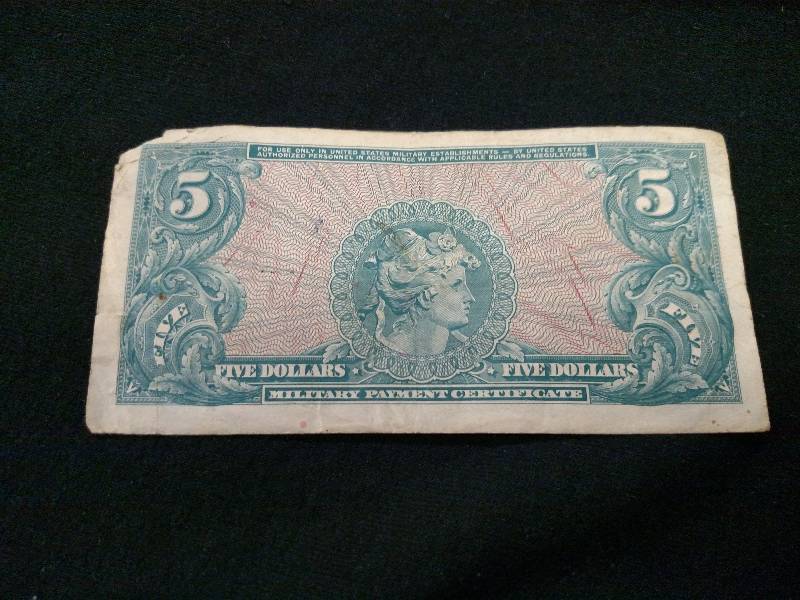 FOR USE ONLY IN UNITED STATES MILITARY ESTABLISHMENTS — BY UNITED STATES
AUTHORIZED PERSONNEL IN ACCORDANCE WITH APPLICABLE RULES AND REGULATIONS.
5 5
FIVE FIVE
FIVE DOLLARS FIVE DOLLARS
MILITARY PAYMENT CERTIFICATE